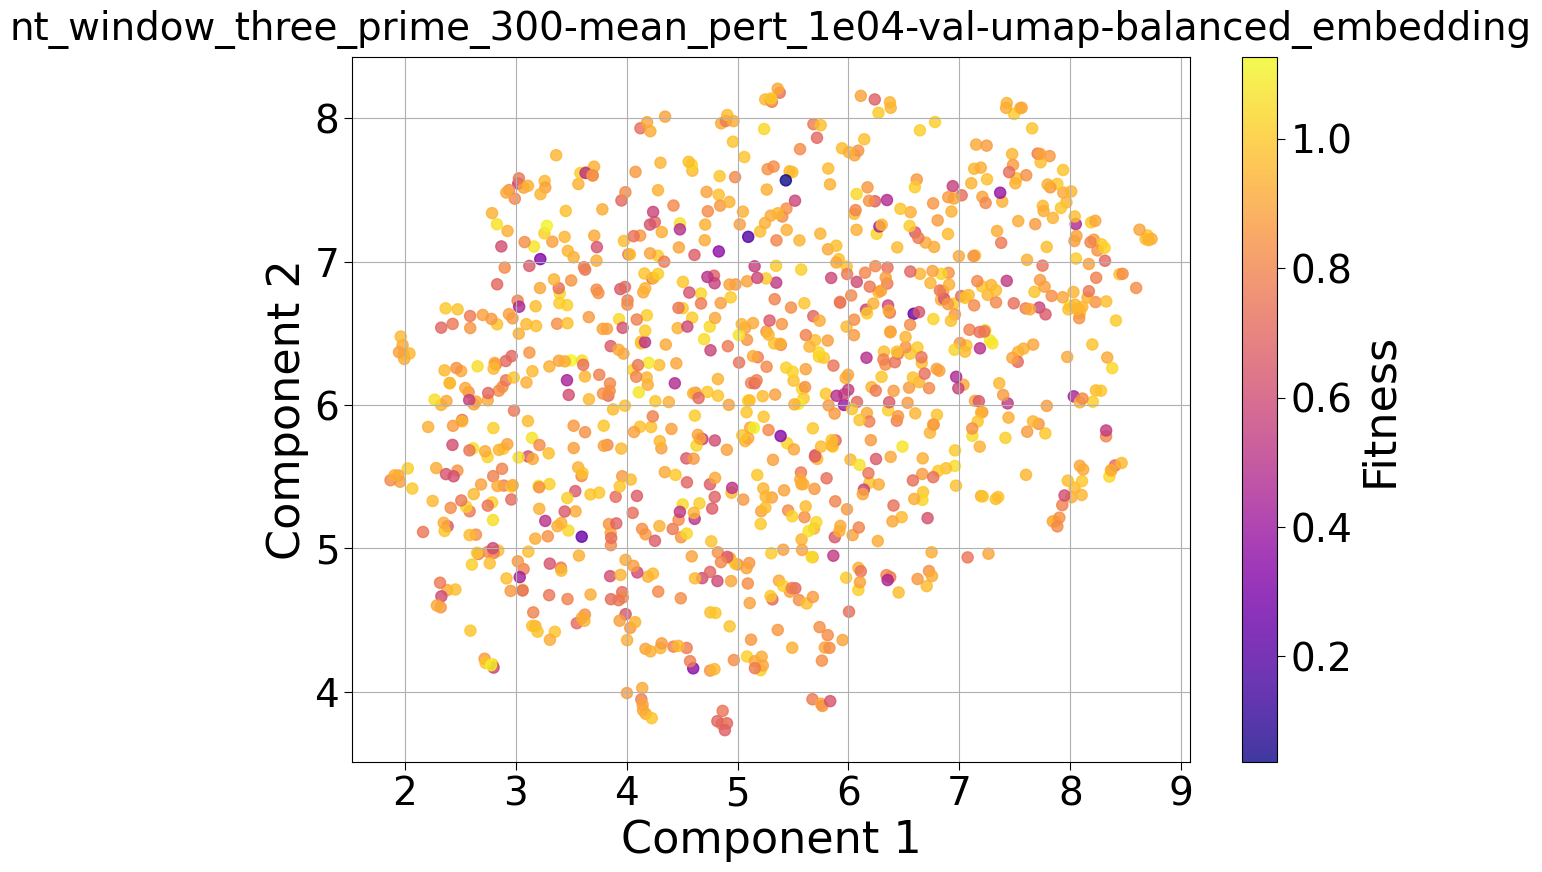 nt_window_three_prime_300-mean_pert_1e04-val-umap-balanced_embedding
8
7
6
5
4
Component 2
2 3 4 5 6 7 8 9
Component 1
1.0
0.8
0.6
0.4
0.2
Fitness